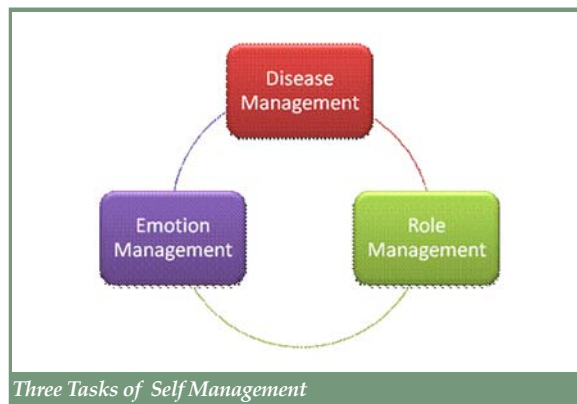 Disease
Management
Emotion
Management
Role
Management
Three Tasks of Self Management